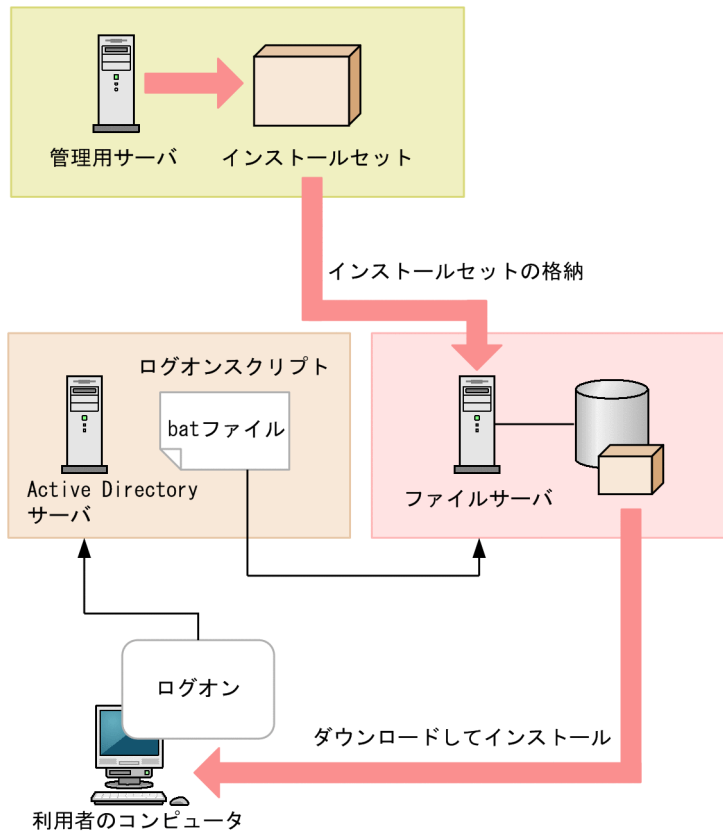 管理用サーバ
インストールセット
インストールセットの格納
ログオンスクリプト
batファイル
Active Directory
サーバ
ファイルサーバ
ログオン
ダウンロードしてインストール
利用者のコンピュータ